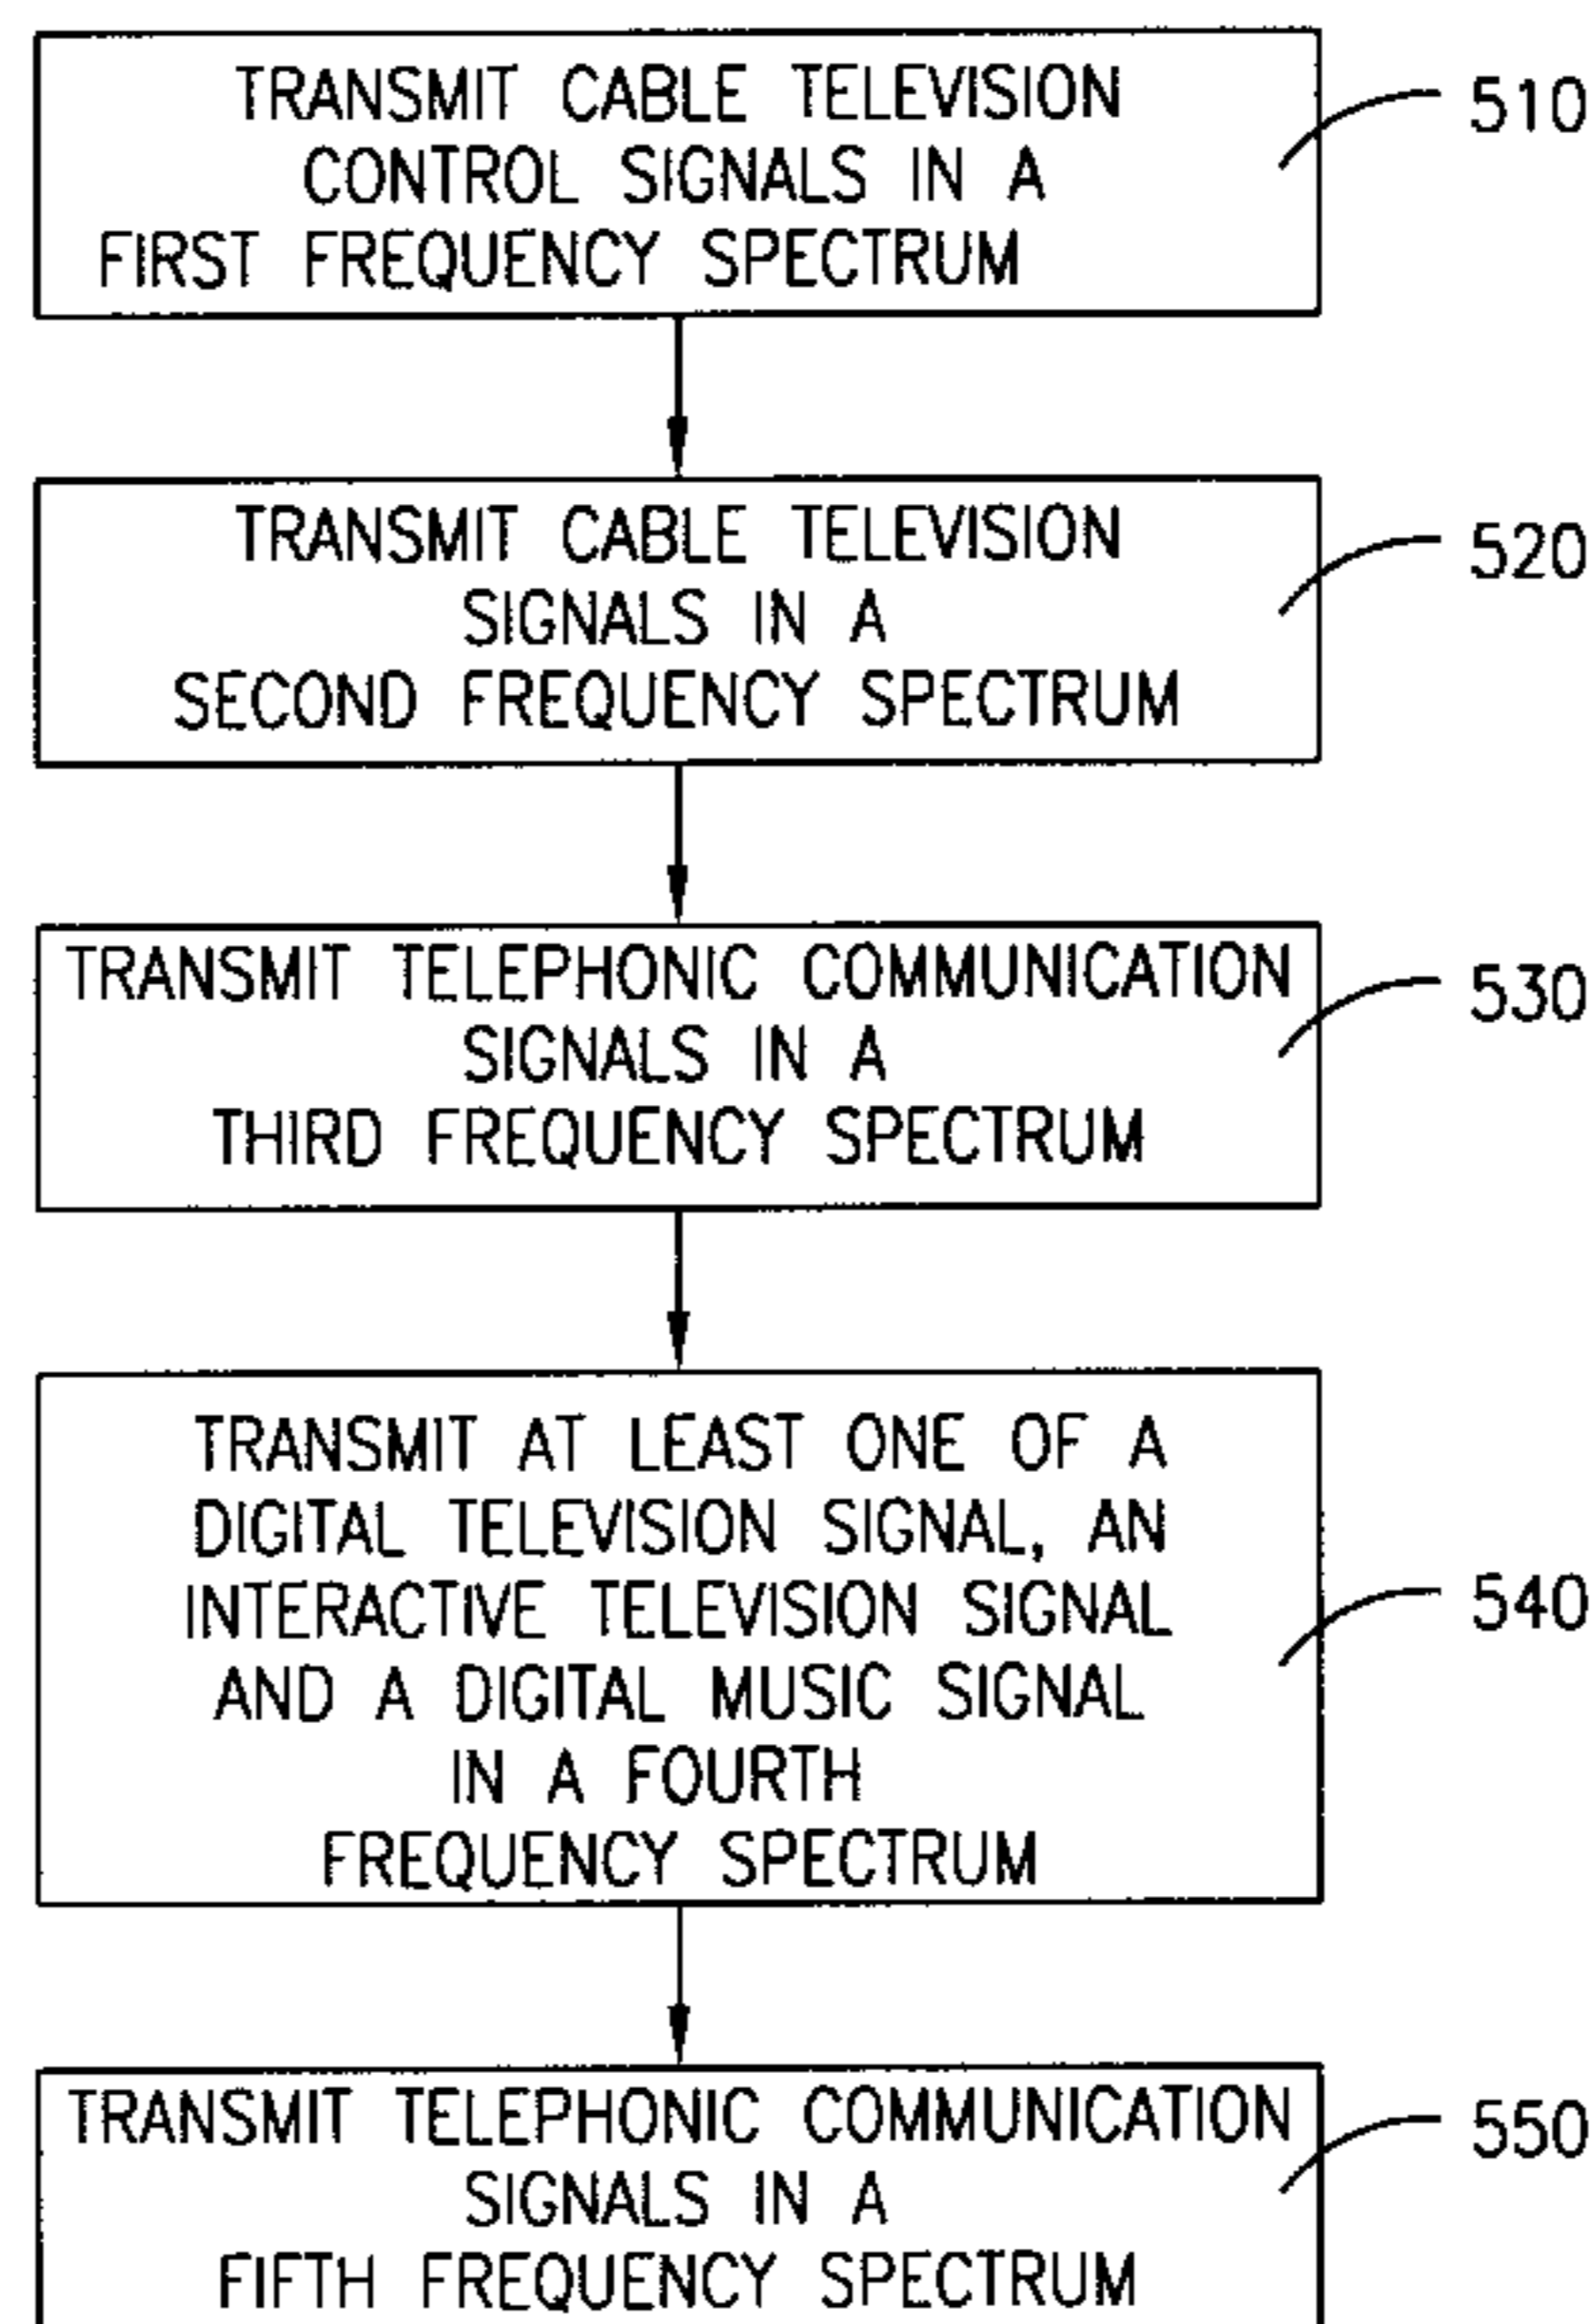 TRANSMIT CABLE TELEVISION
CONTROL SIGNALS IN A
FIRST FREQUENCY SPECTRUM
510
TRANSMIT CABLE TELEVISION
SIGNALS IN A
SECOND FREQUENCY SPECTRUM
520
TRANSMIT TELEPHONIC COMMUNICATION
SIGNALS IN A
THIRD FREQUENCY SPECTRUM
530
TRANSMIT AT LEAST ONE OF A
DIGITAL TELEVISION SIGNAL, AN
INTERACTIVE TELEVISION SIGNAL
AND A DIGITAL MUSIC SIGNAL
IN A FOURTH
FREQUENCY SPECTRUM
540
TRANSMIT TELEPHONIC COMMUNICATION
SIGNALS IN A
FIFTH FREQUENCY SPECTRUM
550